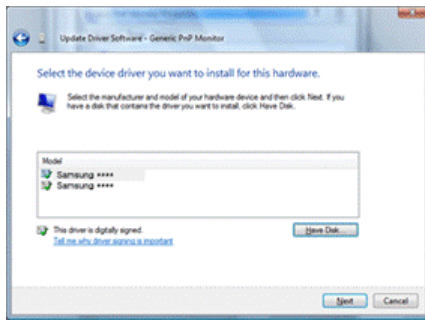 Update Driver Software - Generic PnP Monitor
Select the device driver you want to install for this hardware.
Select the manufacturer and model of your hardware device and then click Next. If you
have a disk that contains the driver you want to install, click Have Disk.
Model
Samsung ****
Samsung ****
This driver is digitally signed.
Have Disk...
Tell me why driver signing is important
Next
Cancel